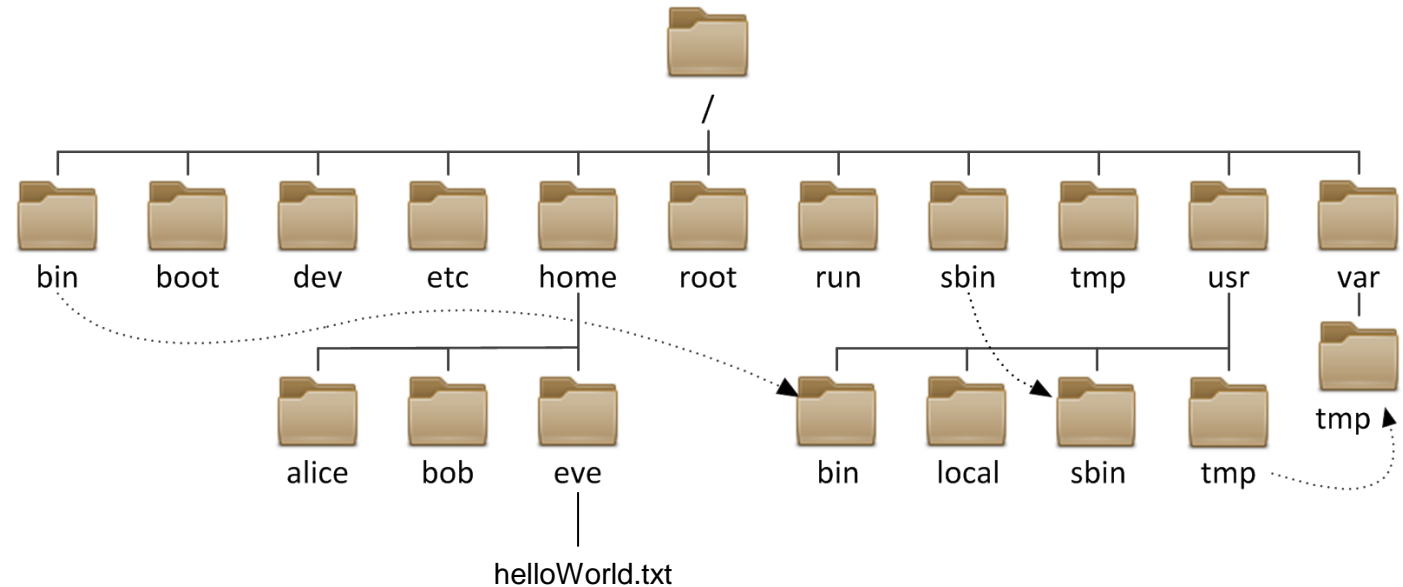 /
bin boot dev etc home root run sbin tmp usr var
tmp
alice bob eve bin local sbin tmp
helloWorld.txt